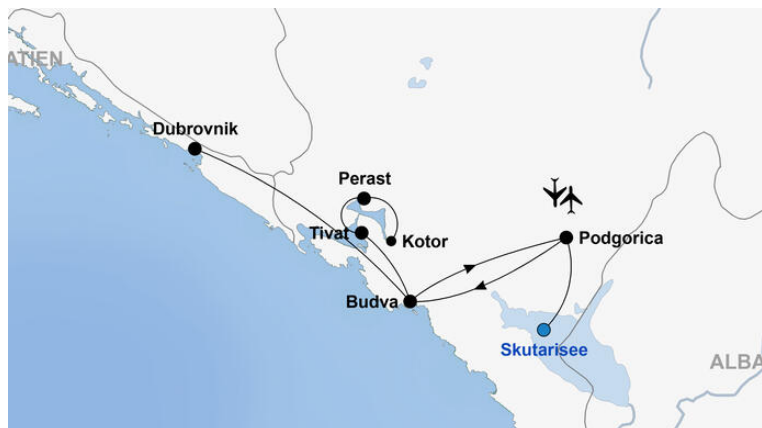 ATIEN
Dubrovnik
Perast
Tivat
Kotor
Podgorica
Budva
Skutarisee
ALBA